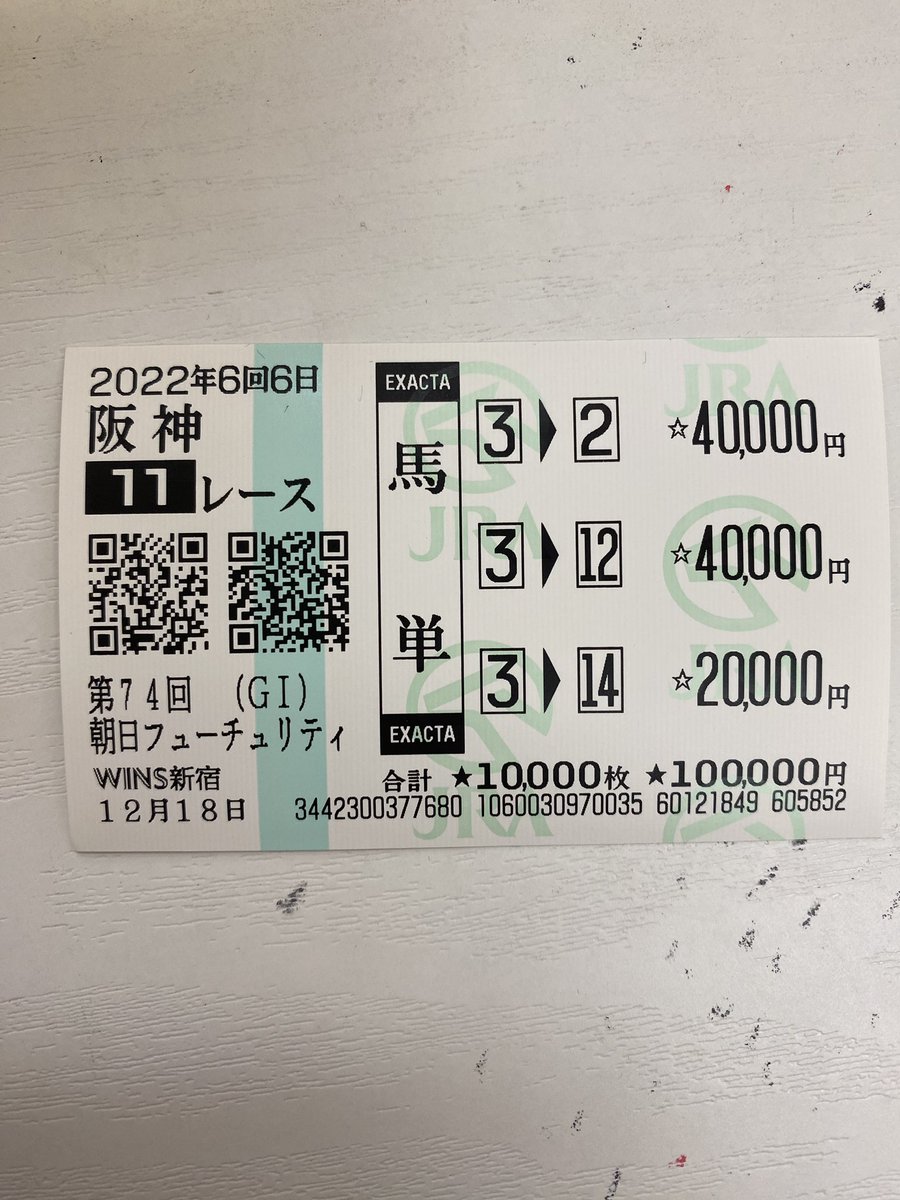 2022年6回6日
阪神
11レース
第74回 (GI)
朝日フューチュリティ
WINS新宿
12月18日
EXACTA
馬単
EXACTA
3 ▶ 2 ☆40,000円
3 ▶ 12 ☆40,000円
3 ▶ 14 ☆20,000円
合計 ★10,000枚 ★100,000円
3442300377680 1060030970035 60121849 605852
JRA
JRA
JRA